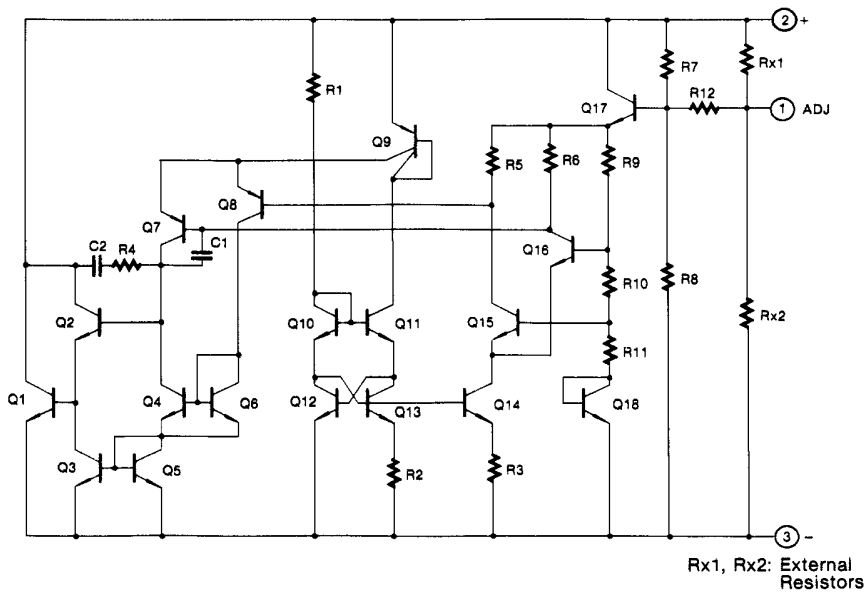 2 +
R7
Rx1
R1
R12
Q17
1 ADJ
Q9
R5
R6
R9
Q8
Q7
C1
Q16
C2
R4
R10
R8
Q2
Q10
Q11
Q15
Rx2
R11
Q1
Q4
Q6
Q12
Q13
Q14
Q18
Q3
Q5
R2
R3
3 –
Rx1, Rx2: External
Resistors